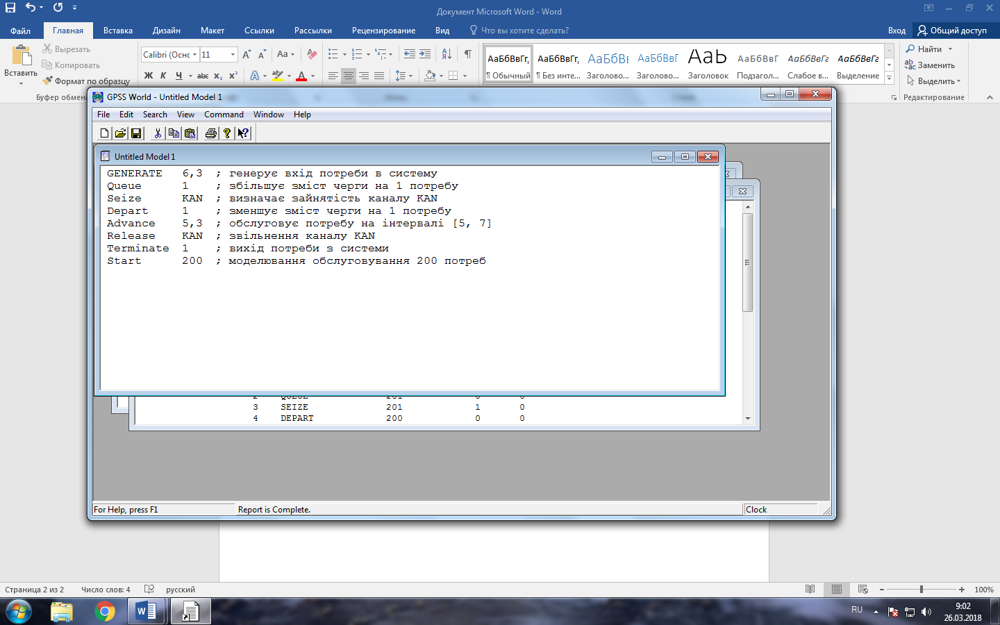 Документ Microsoft Word - Word
Файл Главная Вставка Дизайн Макет Ссылки Рассылки Рецензирование Вид Что вы хотите сделать? Вход Общий доступ
Вставить
Вырезать
Копировать
Формат по образцу
Буфер обмена
Calibri (Оснс 11
Aa
Ж К Ч abc x₂ x²
АаБбВвГг, АаБбВвГг, АаБбВв АаБбВвГ АаБ АаБбВвГ АаБбВвГг АаБбВвГг
¶ Обычный ¶ Без инте... Заголово... Заголово... Заголовок Подзагол... Слабое в... Выделение
Найти
Заменить
Выделить
Редактирование
GPSS World - Untitled Model 1
File Edit Search View Command Window Help
Untitled Model 1
GENERATE 6,3 ; генерує вхід потреби в систему
Queue 1 ; збільшує зміст черги на 1 потребу
Seize KAN ; визначає зайнятість каналу KAN
Depart 1 ; зменшує зміст черги на 1 потребу
Advance 5,3 ; обслуговує потребу на інтервалі [5, 7]
Release KAN ; звільнення каналу KAN
Terminate 1 ; вихід потреби з системи
Start 200 ; моделювання обслуговування 200 потреб
2 QUEUE 201 0 0
3 SEIZE 201 1 0
4 DEPART 200 0 0
For Help, press F1 Report is Complete. Clock
Страница 2 из 2 Число слов: 4 русский 100%
RU 9:02
26.03.2018